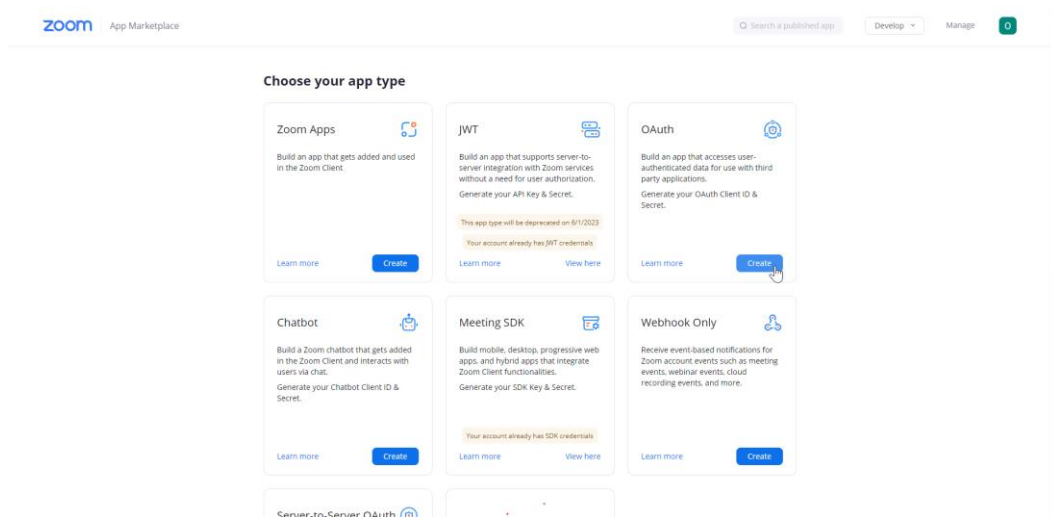 zoom App Marketplace Search a published app Develop Manage O
Choose your app type
Zoom Apps
Build an app that gets added and used
in the Zoom Client
Learn more Create
JWT
Build an app that supports server-to-
server integration with Zoom services
without a need for user authorization.
Generate your API Key & Secret.
This app type will be deprecated on 6/1/2023
Your account already has JWT credentials
Learn more View here
OAuth
Build an app that accesses user-
authenticated data for use with third
party applications.
Generate your OAuth Client ID &
Secret.
Learn more Create
Chatbot
Build a Zoom chatbot that gets added
in the Zoom Client and interacts with
users via chat.
Generate your Chatbot Client ID &
Secret.
Learn more Create
Meeting SDK
Build mobile, desktop, progressive web
apps, and hybrid apps that integrate
Zoom Client functionalities.
Generate your SDK Key & Secret.
Your account already has SDK credentials
Learn more View here
Webhook Only
Receive event-based notifications for
Zoom account events such as meeting
events, webinar events, cloud
recording events, and more.
Learn more Create
Server-to-Server OAuth